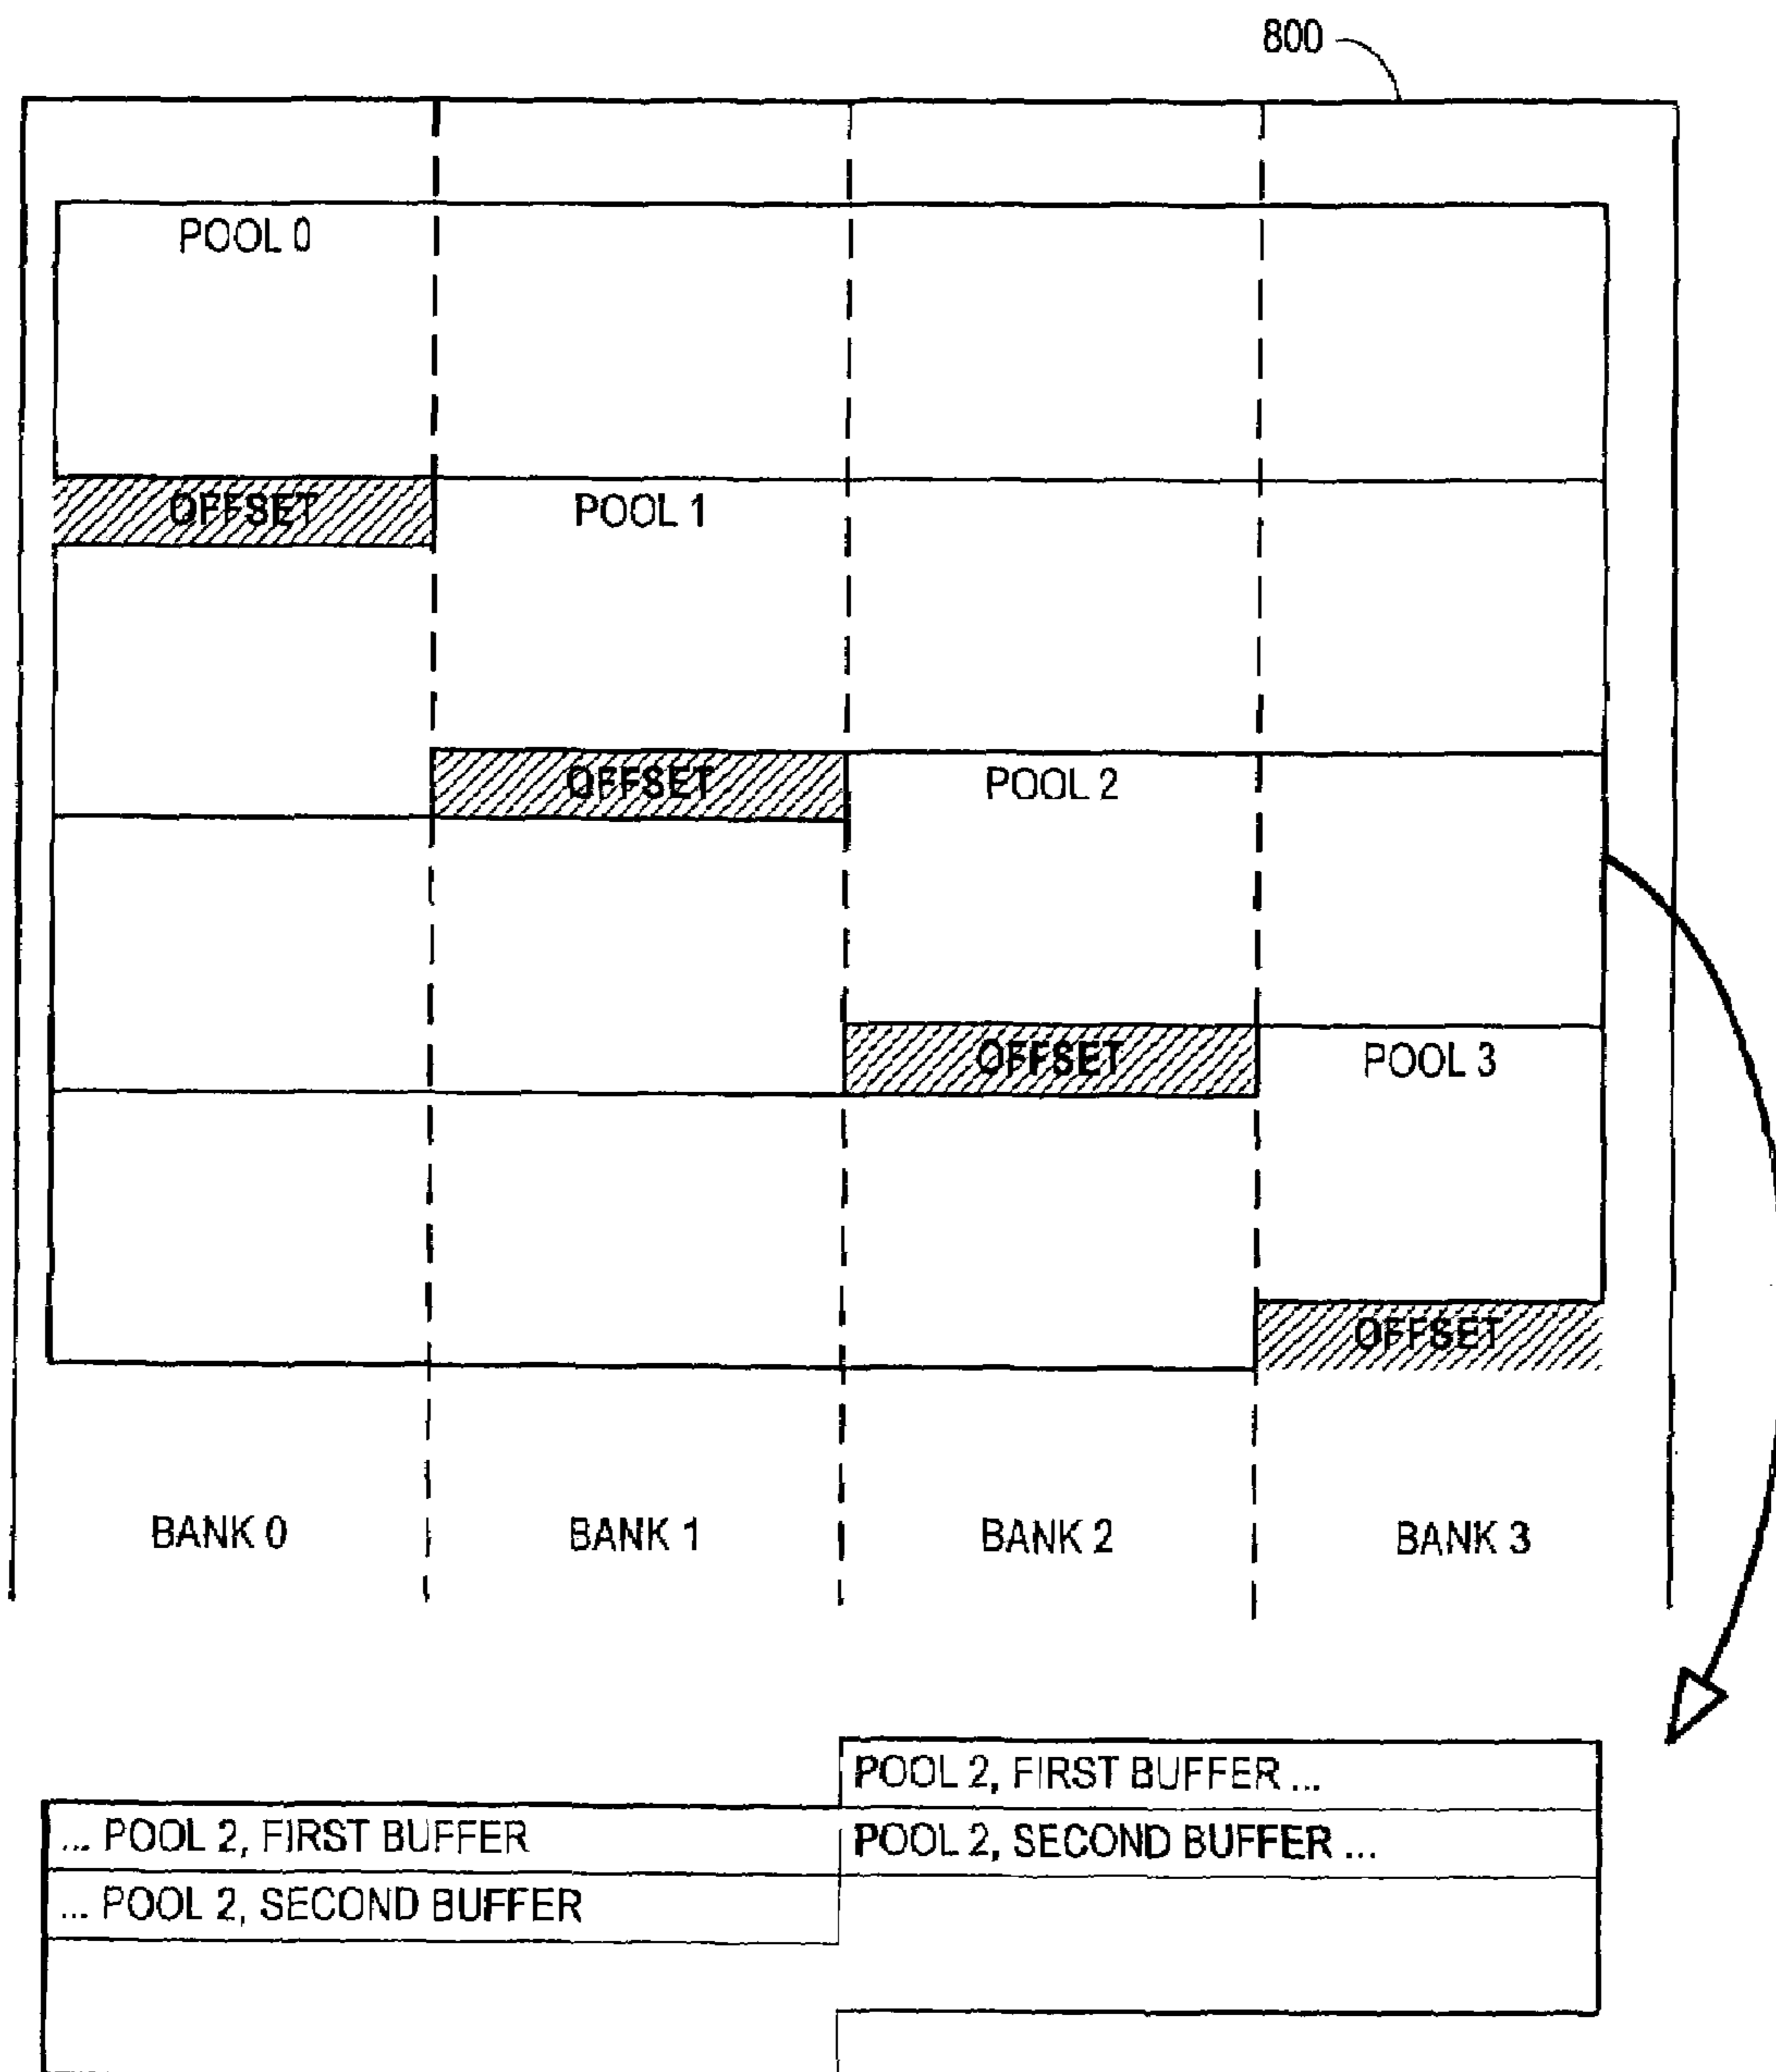 800
POOL 0
OFFSET POOL 1
OFFSET POOL 2
OFFSET POOL 3
OFFSET
BANK 0 BANK 1 BANK 2 BANK 3
POOL 2, FIRST BUFFER ...
... POOL 2, FIRST BUFFER POOL 2, SECOND BUFFER ...
... POOL 2, SECOND BUFFER